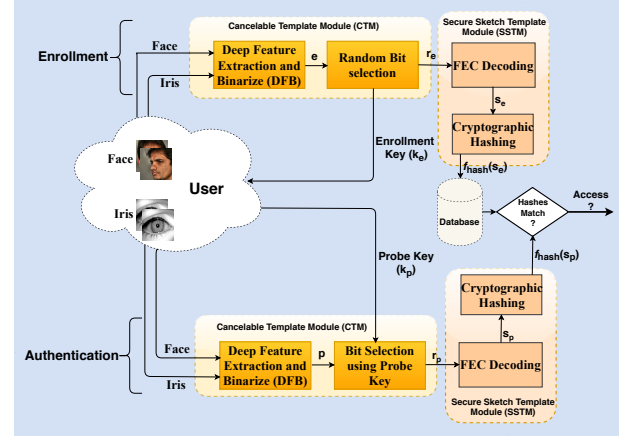 Cancelable Template Module (CTM)
Secure Sketch Template
Module (SSTM)
Enrollment
Face
Iris
Deep Feature
Extraction and
Binarize (DFB)
e
Random Bit
selection
r_e
FEC Decoding
s_e
Cryptographic
Hashing
Enrollment
Key (k_e)
f_hash(s_e)
Face
Iris
User
Database
Hashes
Match
?
Access
?
Probe Key
(k_p)
f_hash(s_p)
Authentication
Face
Iris
Cancelable Template Module (CTM)
Deep Feature
Extraction and
Binarize (DFB)
p
Bit Selection
using Probe
Key
r_p
Cryptographic
Hashing
s_p
FEC Decoding
Secure Sketch Template
Module (SSTM)